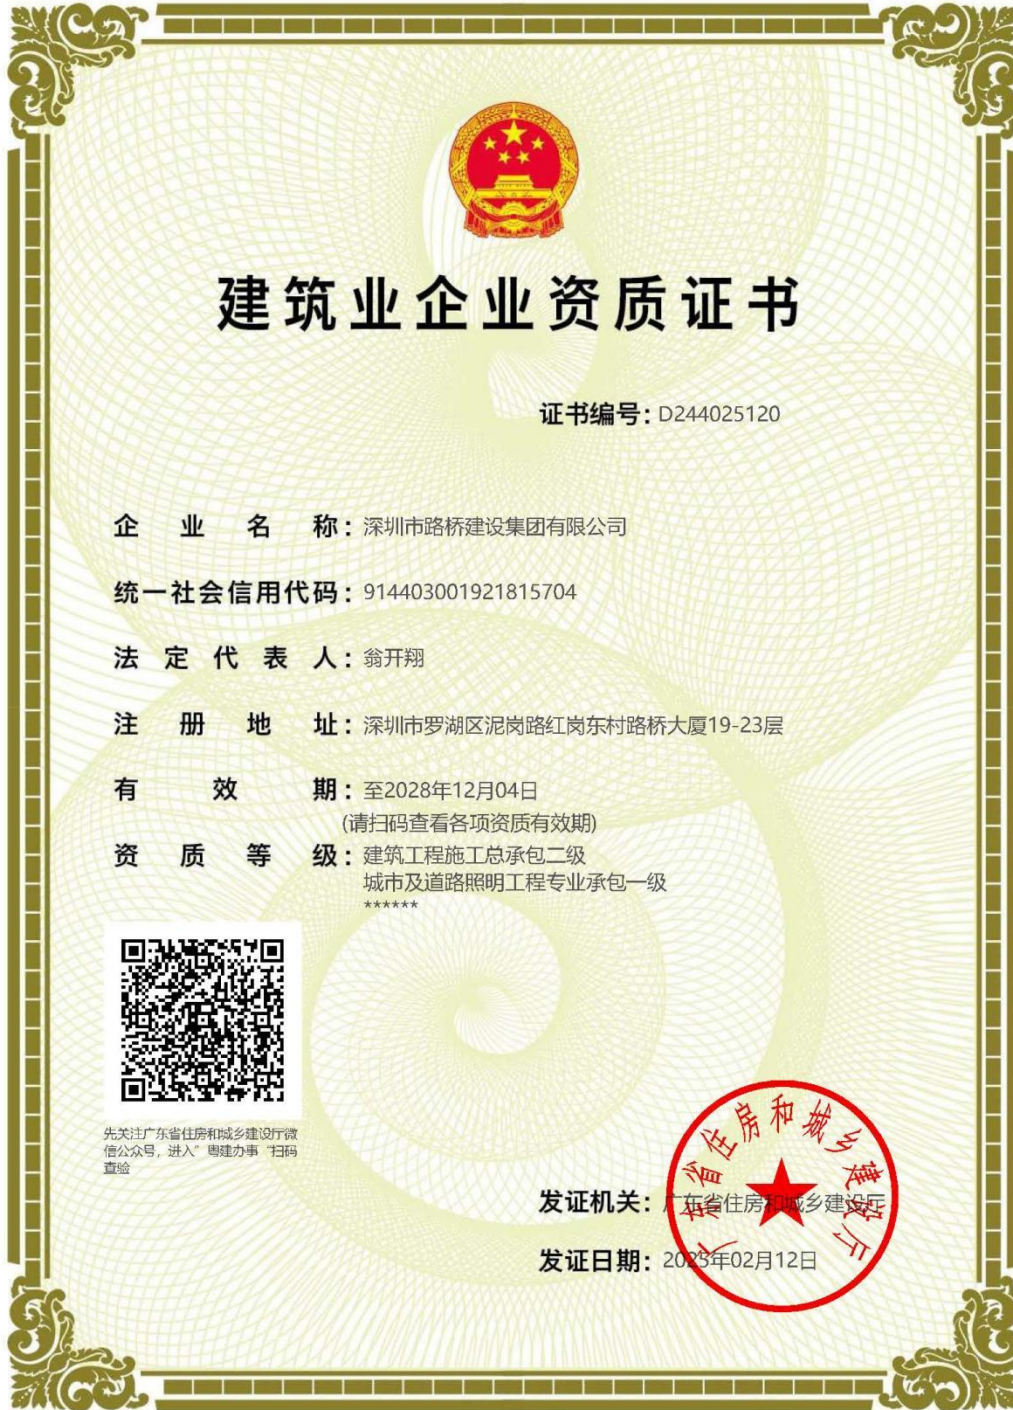 建筑业企业资质证书
证书编号：D244025120
企业名称：深圳市路桥建设集团有限公司
统一社会信用代码：914403001921815704
法定代表人：翁开翔
注册地址：深圳市罗湖区泥岗路红岗东村路桥大厦19-23层
有效期：至2028年12月04日
(请扫码查看各项资质有效期)
资质等级：建筑工程施工总承包二级
城市及道路照明工程专业承包一级
******
先关注广东省住房和城乡建设厅微
信公众号，进入”粤建办事“扫码
查验
广东省住房和城乡建设厅
发证机关：广东省住房和城乡建设厅
发证日期：2025年02月12日